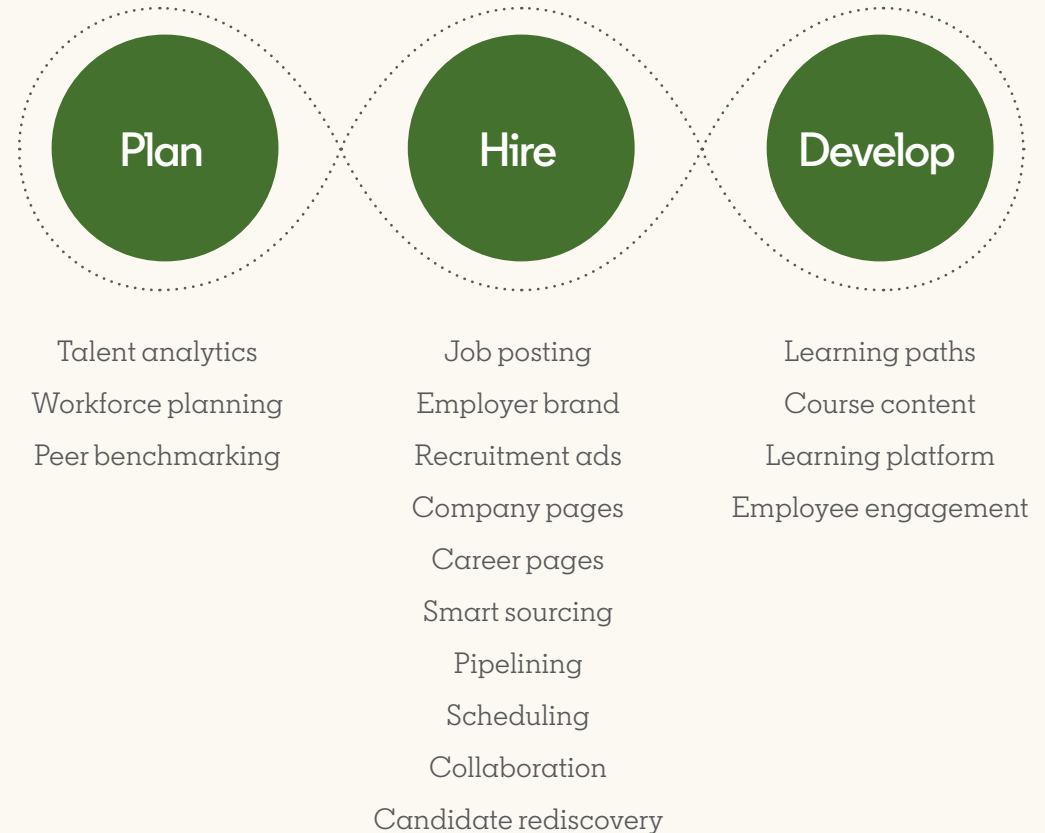 Plan
Hire
Develop
Talent analytics
Workforce planning
Peer benchmarking
Job posting
Employer brand
Recruitment ads
Company pages
Career pages
Smart sourcing
Pipelining
Scheduling
Collaboration
Candidate rediscovery
Learning paths
Course content
Learning platform
Employee engagement